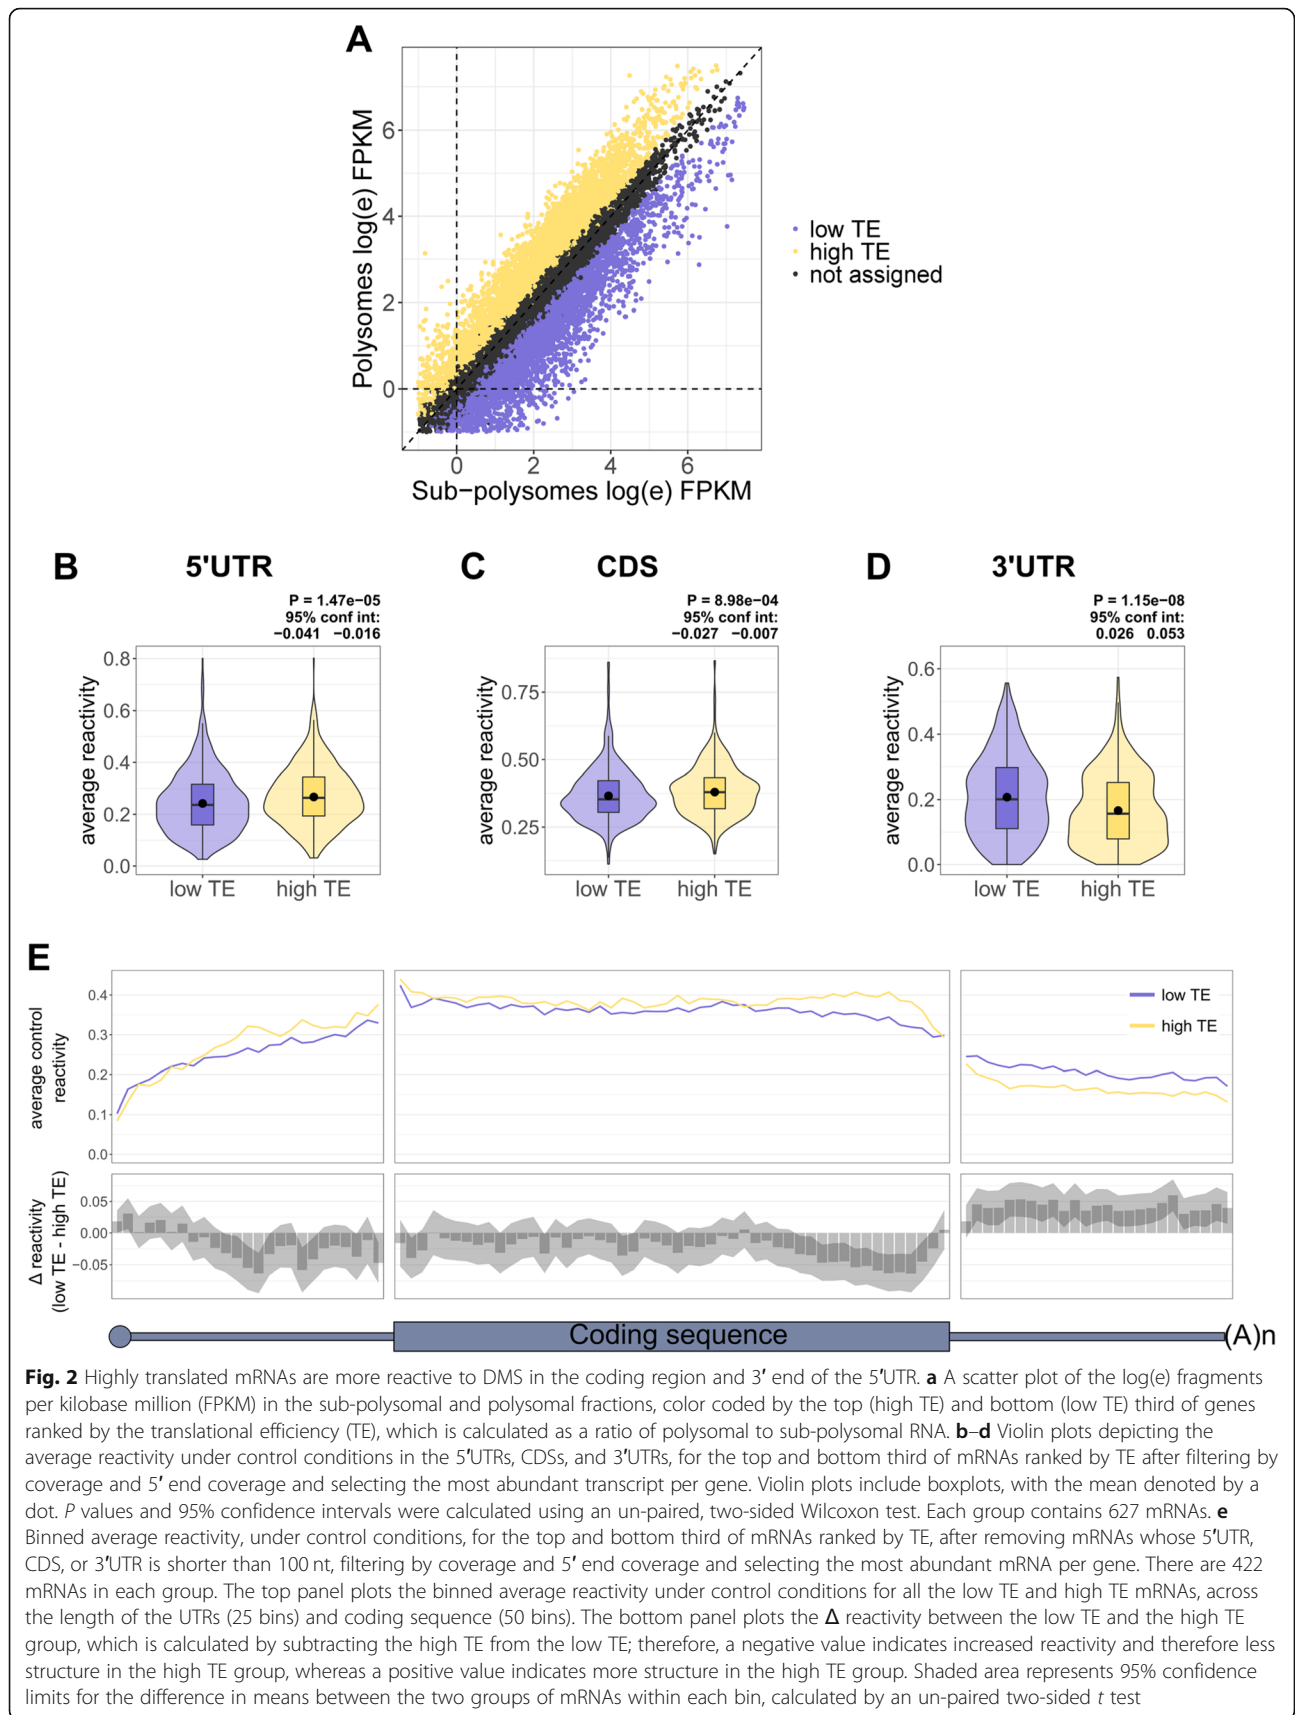 A
Polysomes log(e) FPKM
6
4
2
0
0 2 4 6
Sub−polysomes log(e) FPKM
low TE
high TE
not assigned
B
5'UTR
P = 1.47e−05
95% conf int:
−0.041 −0.016
average reactivity
0.8
0.6
0.4
0.2
0.0
low TE high TE
C
CDS
P = 8.98e−04
95% conf int:
−0.027 −0.007
average reactivity
0.75
0.50
0.25
low TE high TE
D
3'UTR
P = 1.15e−08
95% conf int:
0.026 0.053
average reactivity
0.6
0.4
0.2
0.0
low TE high TE
E
average control
reactivity
0.4
0.3
0.2
0.1
0.0
low TE
high TE
Δ reactivity
(low TE - high TE)
0.05
0.00
−0.05
Coding sequence
(A)n
Fig. 2 Highly translated mRNAs are more reactive to DMS in the coding region and 3′ end of the 5′UTR. a A scatter plot of the log(e) fragments
per kilobase million (FPKM) in the sub-polysomal and polysomal fractions, color coded by the top (high TE) and bottom (low TE) third of genes
ranked by the translational efficiency (TE), which is calculated as a ratio of polysomal to sub-polysomal RNA. b–d Violin plots depicting the
average reactivity under control conditions in the 5′UTRs, CDSs, and 3′UTRs, for the top and bottom third of mRNAs ranked by TE after filtering by
coverage and 5′ end coverage and selecting the most abundant transcript per gene. Violin plots include boxplots, with the mean denoted by a
dot. P values and 95% confidence intervals were calculated using an un-paired, two-sided Wilcoxon test. Each group contains 627 mRNAs. e
Binned average reactivity, under control conditions, for the top and bottom third of mRNAs ranked by TE, after removing mRNAs whose 5′UTR,
CDS, or 3′UTR is shorter than 100 nt, filtering by coverage and 5′ end coverage and selecting the most abundant mRNA per gene. There are 422
mRNAs in each group. The top panel plots the binned average reactivity under control conditions for all the low TE and high TE mRNAs, across
the length of the UTRs (25 bins) and coding sequence (50 bins). The bottom panel plots the Δ reactivity between the low TE and the high TE
group, which is calculated by subtracting the high TE from the low TE; therefore, a negative value indicates increased reactivity and therefore less
structure in the high TE group, whereas a positive value indicates more structure in the high TE group. Shaded area represents 95% confidence
limits for the difference in means between the two groups of mRNAs within each bin, calculated by an un-paired two-sided t test